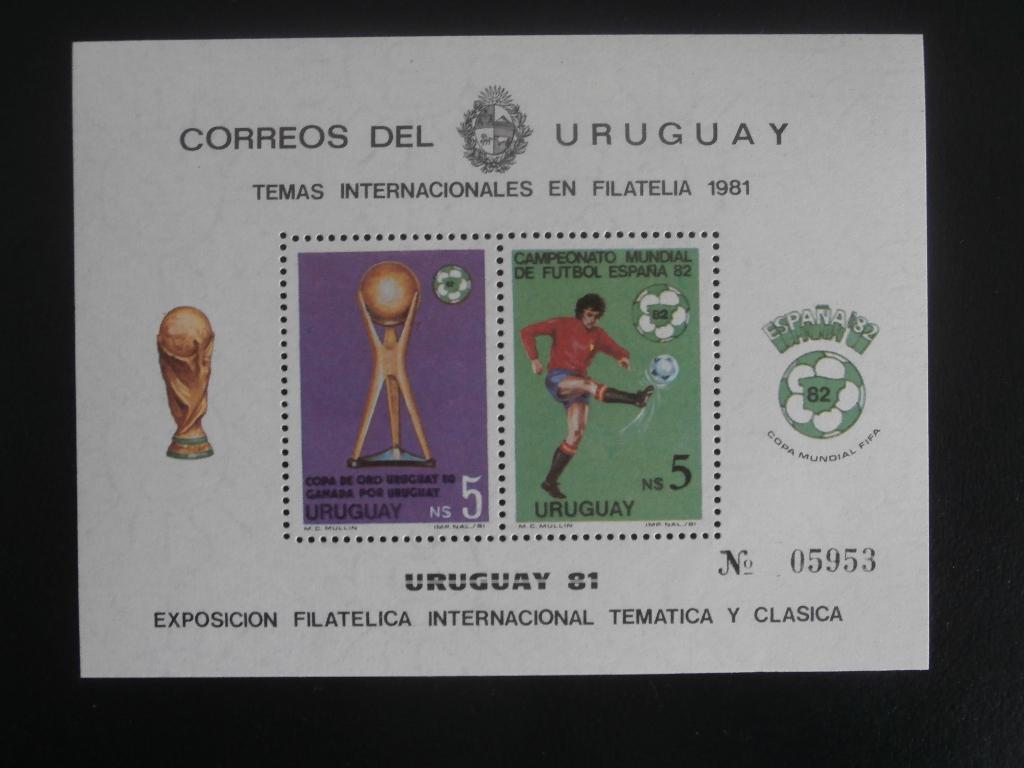 CORREOS DEL URUGUAY
TEMAS INTERNACIONALES EN FILATELIA 1981
82
COPA DE ORO URUGUAY 80
GANADA POR URUGUAY
URUGUAY N$ 5
M. C. MULLIN IMP. NAL./81
CAMPEONATO MUNDIAL
DE FUTBOL ESPAÑA 82
82
N$ 5
URUGUAY
M. C. MULLIN IMP. NAL./81
ESPAÑA '82
82
COPA MUNDIAL FIFA
Nº 05953
URUGUAY 81
EXPOSICION FILATELICA INTERNACIONAL TEMATICA Y CLASICA